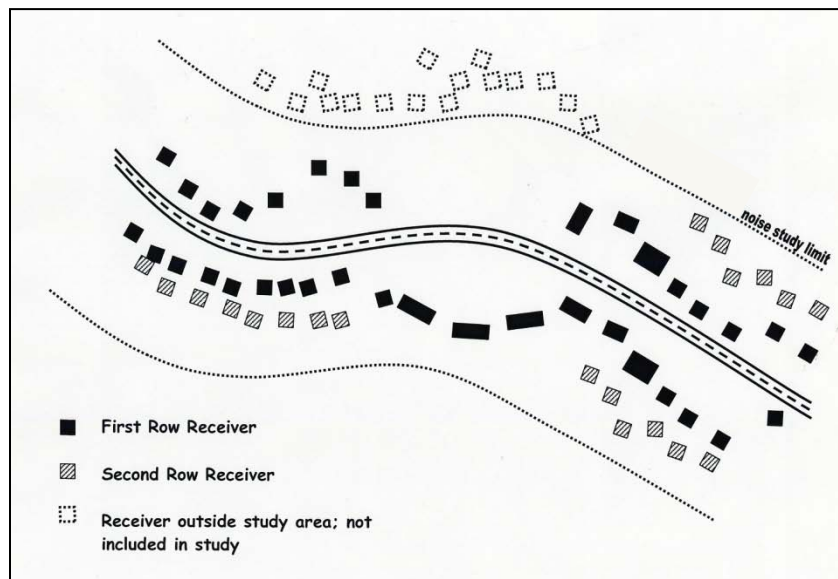 noise study limit
First Row Receiver
Second Row Receiver
Receiver outside study area; not
included in study